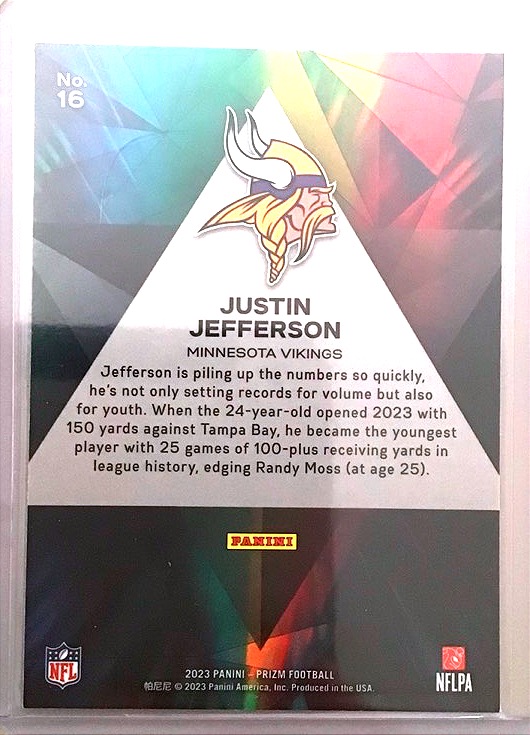 No.
16
JUSTIN
JEFFERSON
MINNESOTA VIKINGS
Jefferson is piling up the numbers so quickly,
he's not only setting records for volume but also
for youth. When the 24-year-old opened 2023 with
150 yards against Tampa Bay, he became the youngest
player with 25 games of 100-plus receiving yards in
league history, edging Randy Moss (at age 25).
PANINI
NFL
2023 PANINI – PRIZM FOOTBALL
帕尼尼 © 2023 Panini America, Inc. Produced in the USA.
NFLPA